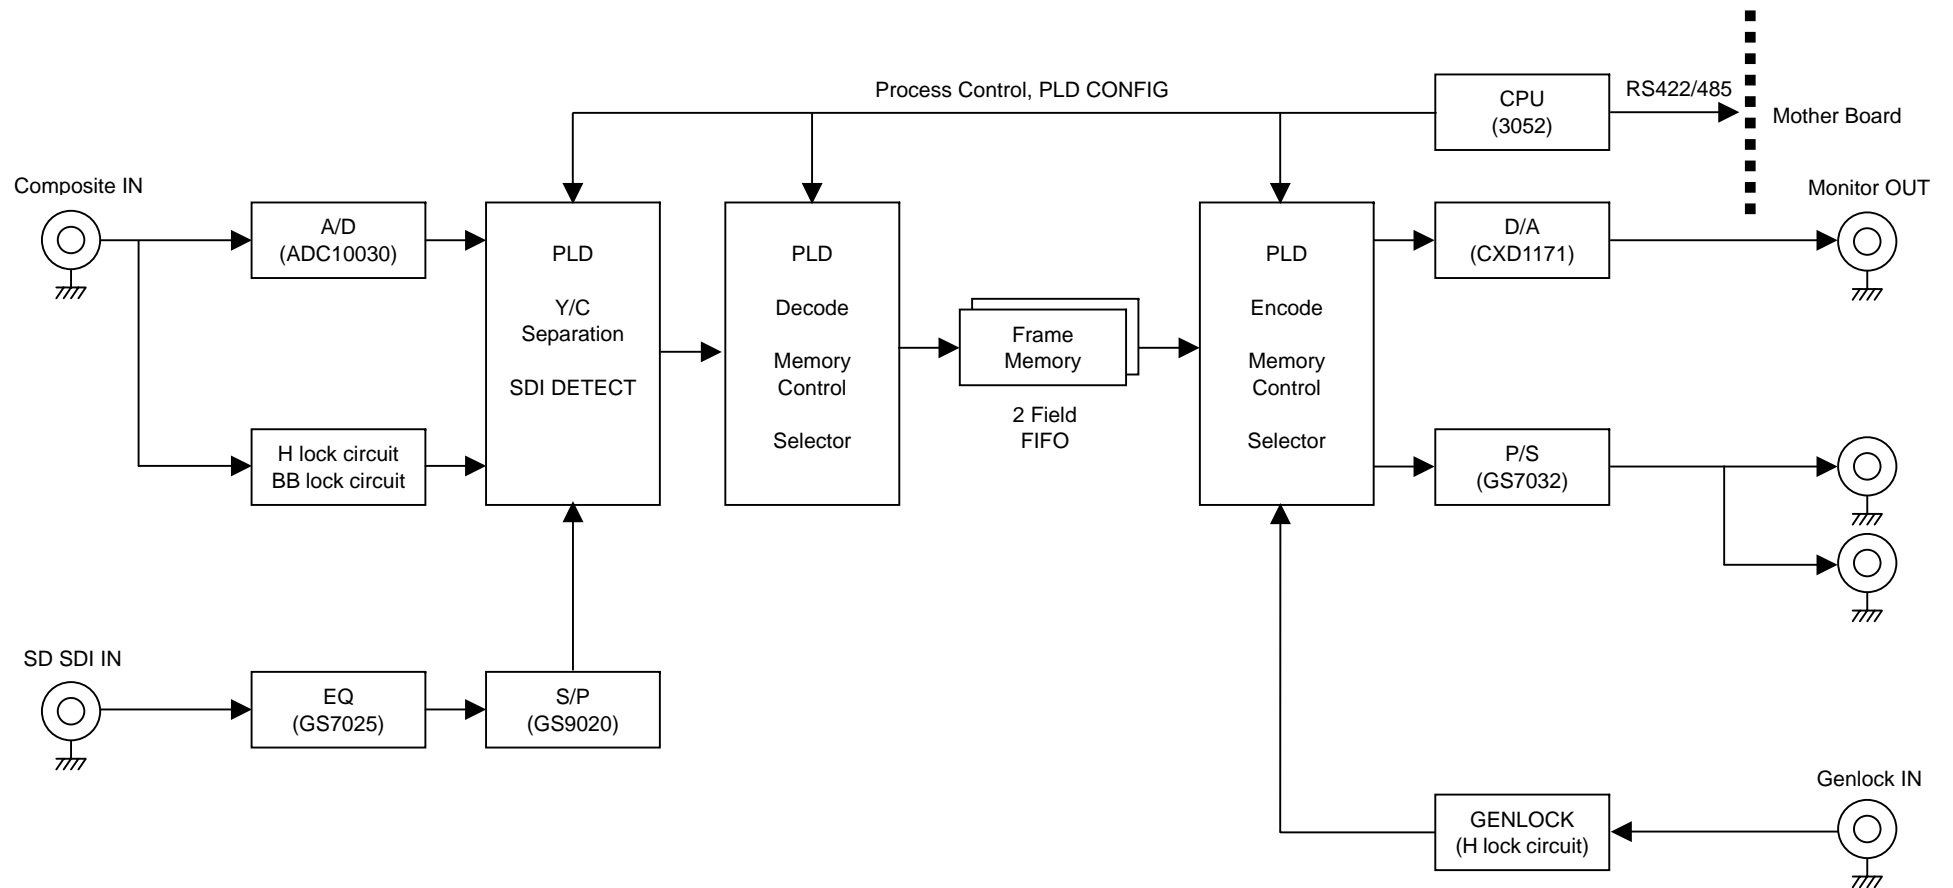 Process Control, PLD CONFIG
CPU
(3052)
RS422/485
Mother Board
Composite IN
A/D
(ADC10030)
PLD
Y/C
Separation
SDI DETECT
PLD
Decode
Memory
Control
Selector
Frame
Memory
2 Field
FIFO
PLD
Encode
Memory
Control
Selector
D/A
(CXD1171)
Monitor OUT
H lock circuit
BB lock circuit
P/S
(GS7032)
SD SDI IN
EQ
(GS7025)
S/P
(GS9020)
GENLOCK
(H lock circuit)
Genlock IN